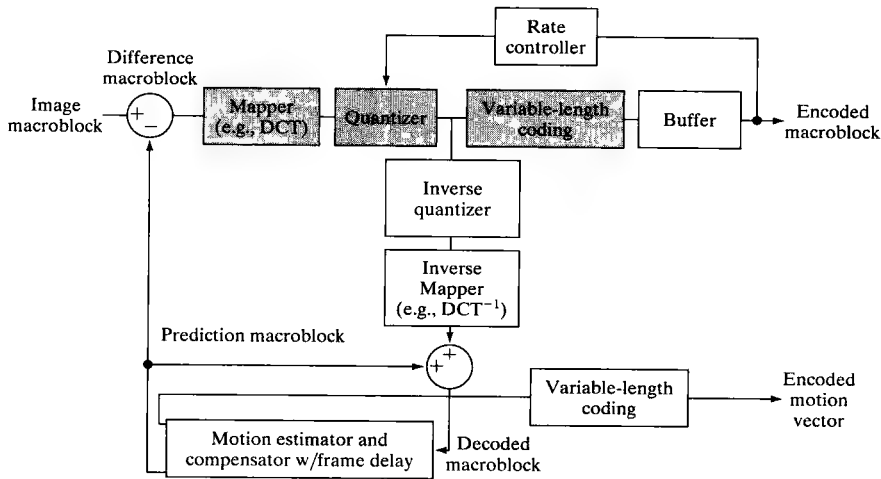 Rate
controller
Difference
macroblock
Image
macroblock
+
−
Mapper
(e.g., DCT)
Quantizer
Variable-length
coding
Buffer
Encoded
macroblock
Inverse
quantizer
Inverse
Mapper
(e.g., DCT⁻¹)
Prediction macroblock
+
+
Variable-length
coding
Encoded
motion
vector
Motion estimator and
compensator w/frame delay
Decoded
macroblock